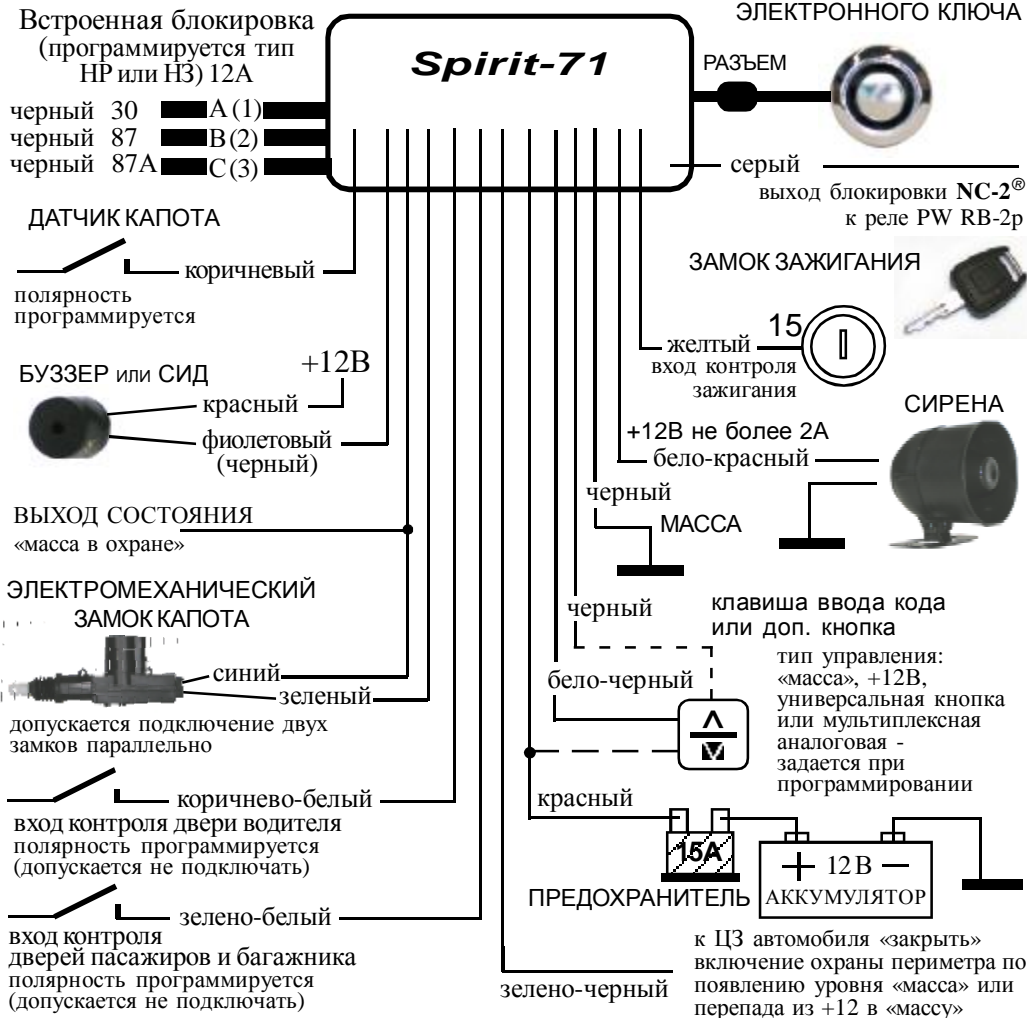 ЭЛЕКТРОННОГО КЛЮЧА
Встроенная блокировка
(программируется тип
НР или НЗ) 12А
Spirit-71
РАЗЪЕМ
черный 30 А (1)
черный 87 В (2)
черный 87А С (3)
серый
выход блокировки NC-2®
к реле PW RB-2p
ДАТЧИК КАПОТА
коричневый
полярность
программируется
ЗАМОК ЗАЖИГАНИЯ
15
желтый
вход контроля
зажигания
БУЗЗЕР или СИД
+12В
красный
фиолетовый
(черный)
СИРЕНА
+12В не более 2А
бело-красный
черный
МАССА
ВЫХОД СОСТОЯНИЯ
«масса в охране»
ЭЛЕКТРОМЕХАНИЧЕСКИЙ
ЗАМОК КАПОТА
синий
зеленый
допускается подключение двух
замков параллельно
черный
клавиша ввода кода
или доп. кнопка
бело-черный
тип управления:
«масса», +12В,
универсальная кнопка
или мультиплексная
аналоговая -
задается при
программировании
коричнево-белый
вход контроля двери водителя
полярность программируется
(допускается не подключать)
красный
15А
ПРЕДОХРАНИТЕЛЬ
+ 12 В —
АККУМУЛЯТОР
зелено-белый
вход контроля
дверей пасажиров и багажника
полярность программируется
(допускается не подключать)
зелено-черный
к ЦЗ автомобиля «закрыть»
включение охраны периметра по
появлению уровня «масса» или
перепада из +12 в «массу»